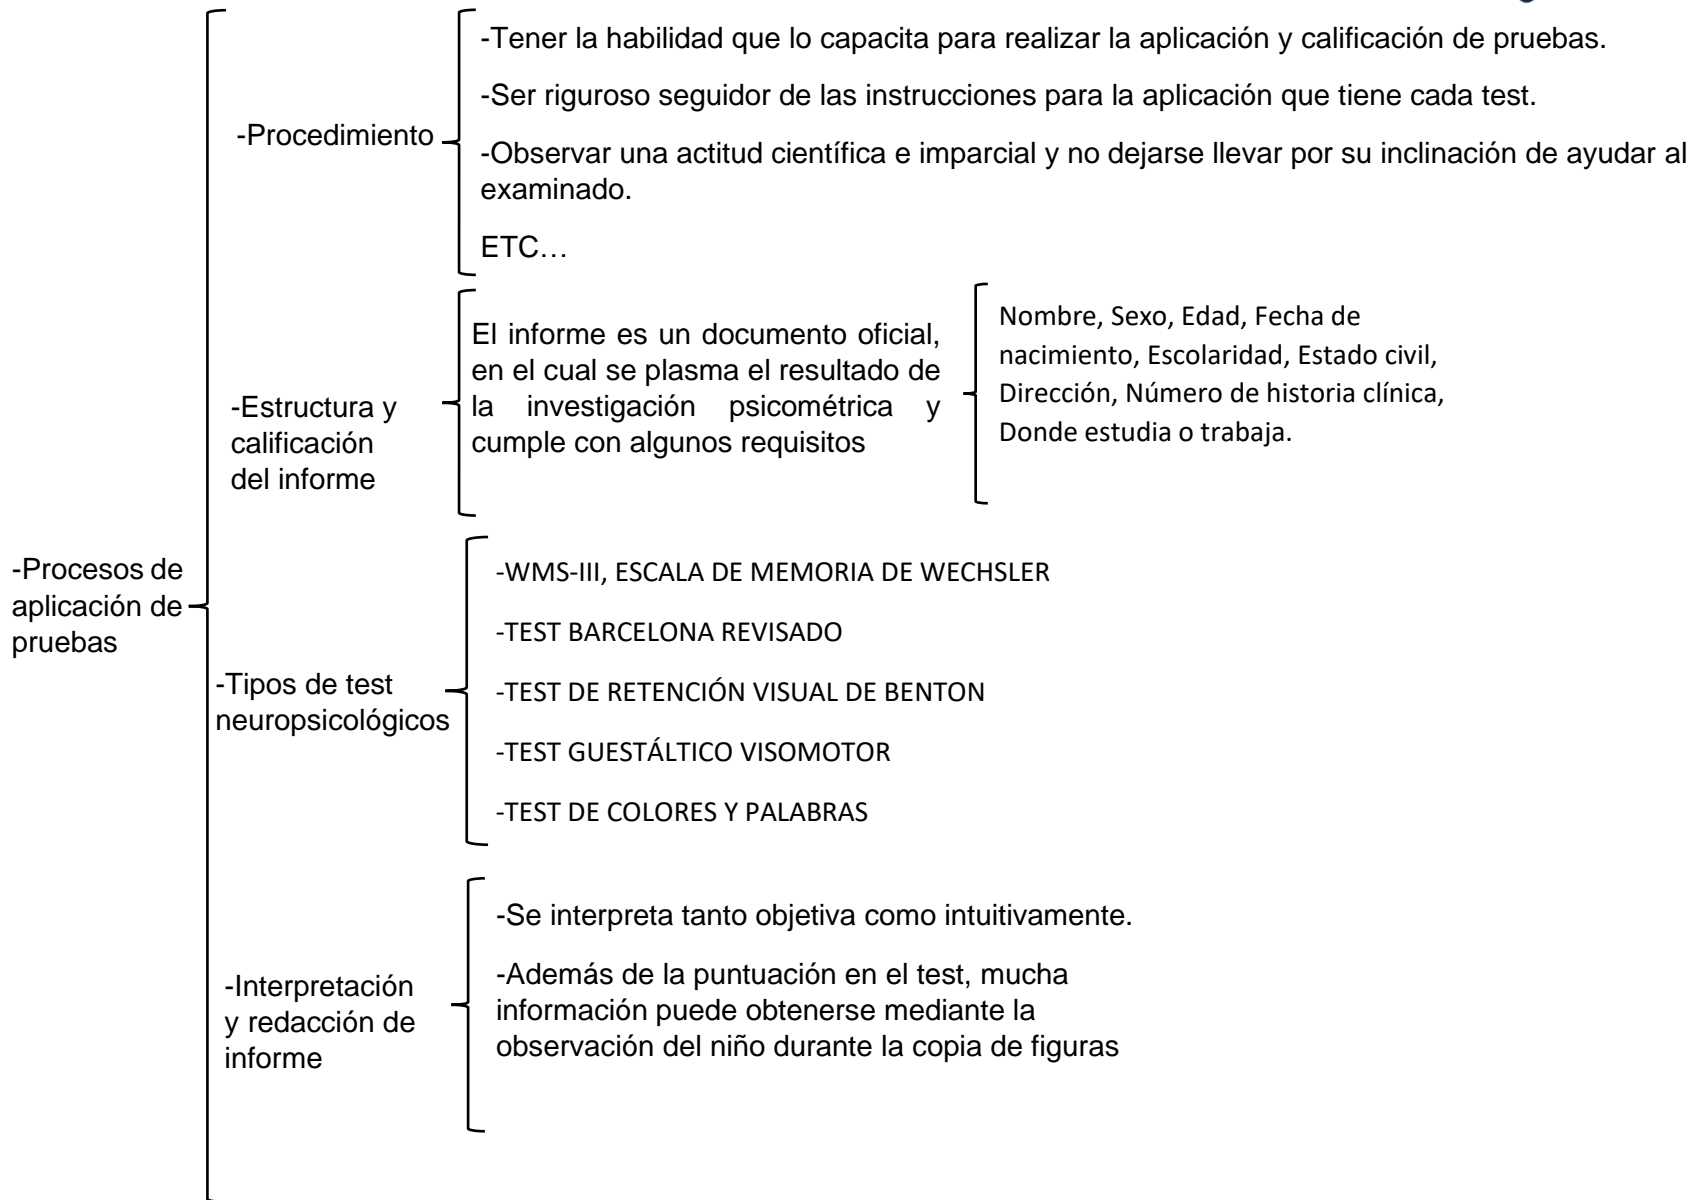 -Tener la habilidad que lo capacita para realizar la aplicación y calificación de pruebas.
-Ser riguroso seguidor de las instrucciones para la aplicación que tiene cada test.
-Procedimiento
-Observar una actitud científica e imparcial y no dejarse llevar por su inclinación de ayudar al
examinado.
ETC…
El informe es un documento oficial,
en el cual se plasma el resultado de
la investigación psicométrica y
cumple con algunos requisitos
Nombre, Sexo, Edad, Fecha de
nacimiento, Escolaridad, Estado civil,
Dirección, Número de historia clínica,
Donde estudia o trabaja.
-Estructura y
calificación
del informe
-Procesos de
aplicación de
pruebas
-WMS-III, ESCALA DE MEMORIA DE WECHSLER
-TEST BARCELONA REVISADO
-TEST DE RETENCIÓN VISUAL DE BENTON
-TEST GUESTÁLTICO VISOMOTOR
-TEST DE COLORES Y PALABRAS
-Tipos de test
neuropsicológicos
-Se interpreta tanto objetiva como intuitivamente.
-Además de la puntuación en el test, mucha
información puede obtenerse mediante la
observación del niño durante la copia de figuras
-Interpretación
y redacción de
informe